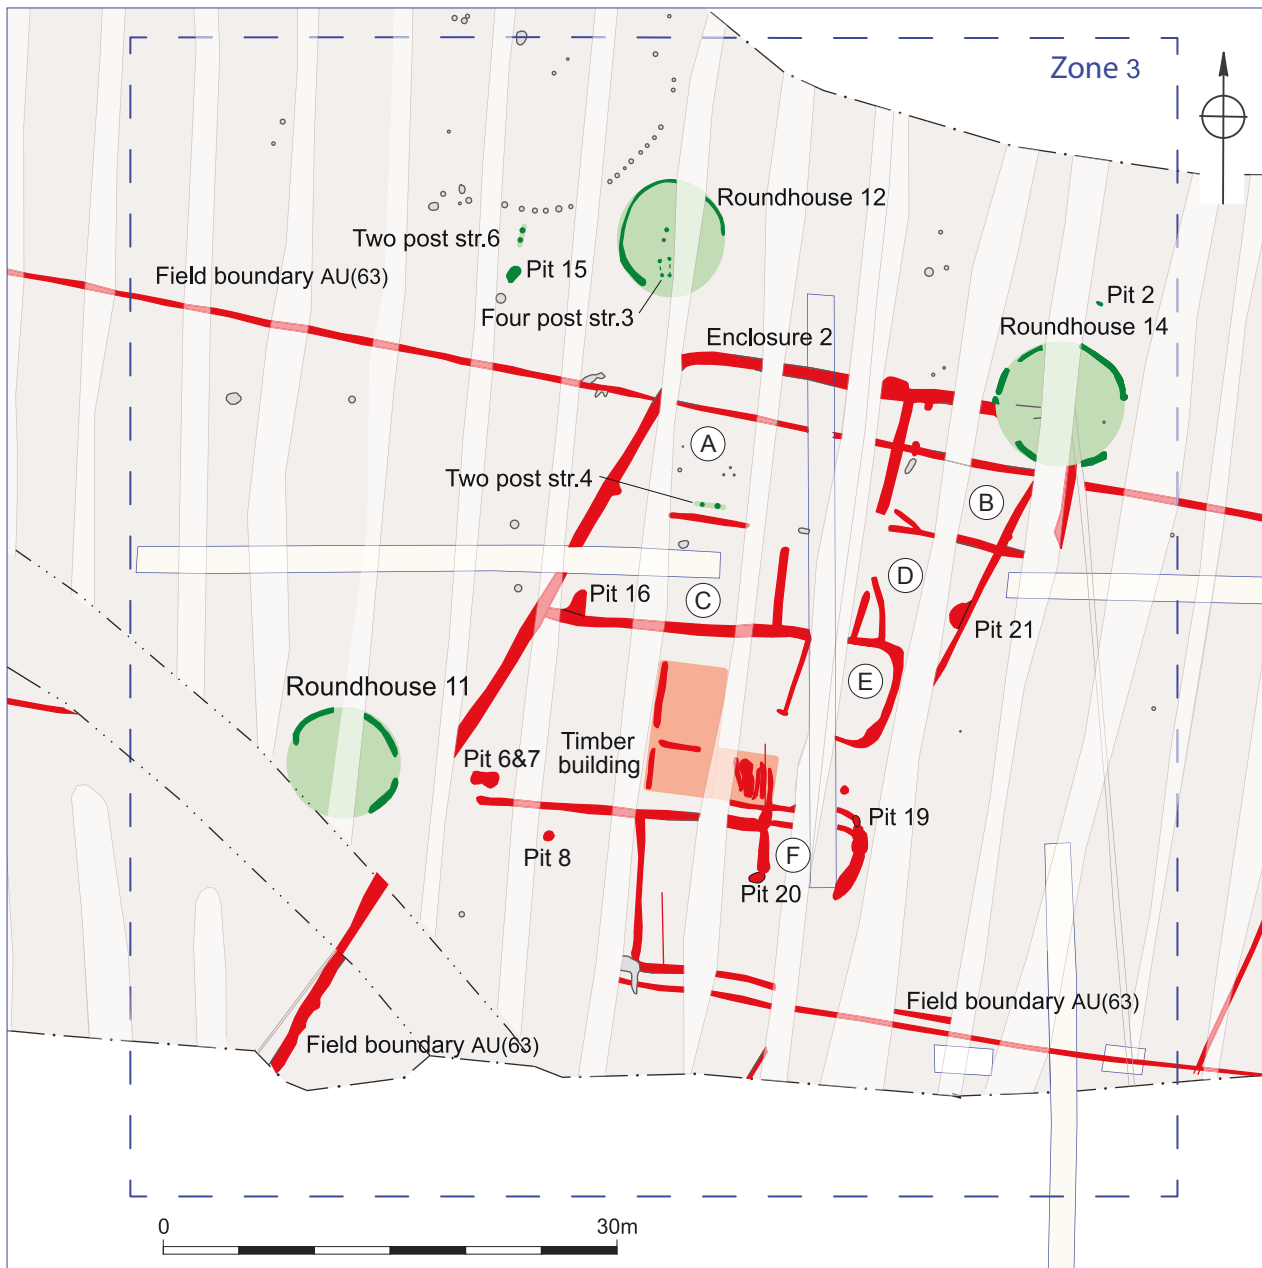 Zone 3
Roundhouse 12
Two post str.6
Field boundary AU(63)
Pit 15
Pit 2
Four post str.3
Roundhouse 14
Enclosure 2
A
Two post str.4
B
D
Pit 16
C
Pit 21
E
Roundhouse 11
Timber
building
Pit 6&7
Pit 19
Pit 8
F
Pit 20
Field boundary AU(63)
Field boundary AU(63)
0
30m